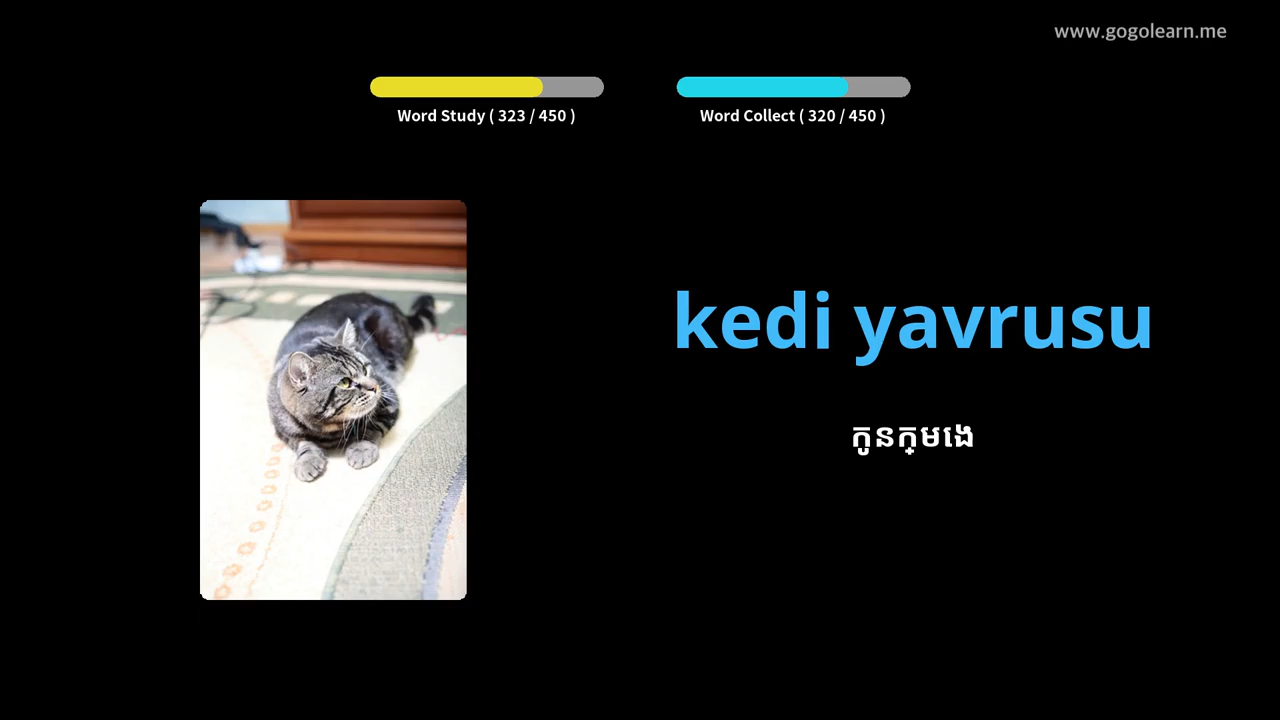 www.gogolearn.me
Word Study ( 323 / 450 )
Word Collect ( 320 / 450 )
kedi yavrusu
កូនក្មេង